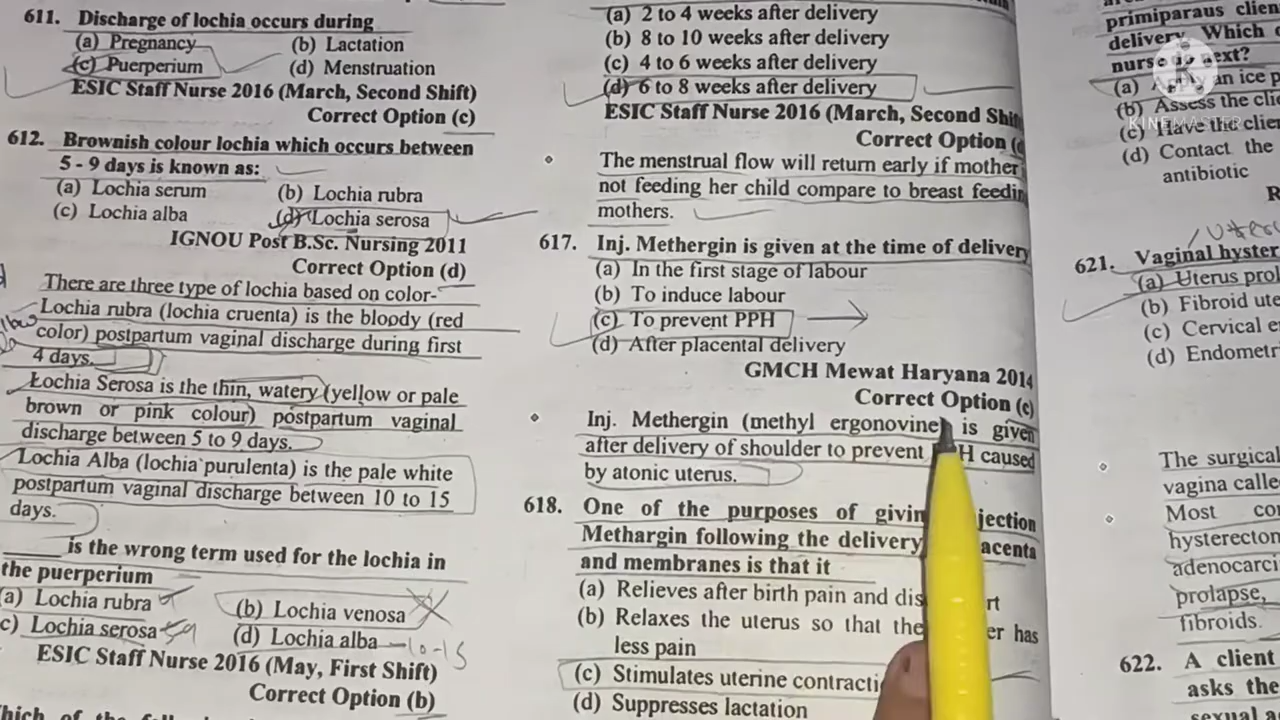 611. Discharge of lochia occurs during
(a) Pregnancy (b) Lactation
(c) Puerperium (d) Menstruation
ESIC Staff Nurse 2016 (March, Second Shift)
Correct Option (c)
612. Brownish colour lochia which occurs between
5 - 9 days is known as:
(a) Lochia serum (b) Lochia rubra
(c) Lochia alba (d) Lochia serosa
IGNOU Post B.Sc. Nursing 2011
Correct Option (d)
There are three type of lochia based on color-
Lochia rubra (lochia cruenta) is the bloody (red
color) postpartum vaginal discharge during first
4 days.
Lochia Serosa is the thin, watery (yellow or pale
brown or pink colour) postpartum vaginal
discharge between 5 to 9 days.
Lochia Alba (lochia purulenta) is the pale white
postpartum vaginal discharge between 10 to 15
days.
____ is the wrong term used for the lochia in
the puerperium
(a) Lochia rubra (b) Lochia venosa
(c) Lochia serosa (d) Lochia alba 10-15
ESIC Staff Nurse 2016 (May, First Shift)
Correct Option (b)
(a) 2 to 4 weeks after delivery
(b) 8 to 10 weeks after delivery
(c) 4 to 6 weeks after delivery
(d) 6 to 8 weeks after delivery
ESIC Staff Nurse 2016 (March, Second Shi
Correct Option
The menstrual flow will return early if mother
not feeding her child compare to breast feedin
mothers.
617. Inj. Methergin is given at the time of delivery
(a) In the first stage of labour
(b) To induce labour
(c) To prevent PPH
(d) After placental delivery
GMCH Mewat Haryana 2014
Correct Option (c)
Inj. Methergin (methyl ergonovine) is given
after delivery of shoulder to prevent H caused
by atonic uterus.
618. One of the purposes of givin jection
Methargin following the delivery acenta
and membranes is that it
(a) Relieves after birth pain and dis rt
(b) Relaxes the uterus so that the er has
less pain
(c) Stimulates uterine contracti
(d) Suppresses lactation
primiparaus clien
delivery. Which
nurse ext?
(a) an ice p
(b) Assess the clie
(c) Have the clien
(d) Contact the
antibiotic
KINEMASTER
621. Vaginal hyster
(a) Uterus prol
(b) Fibroid ute
(c) Cervical e
(d) Endometri
The surgical
vagina calle
Most co
hysterecton
adenocarci
prolapse,
fibroids.
622. A client
asks the
sexual a